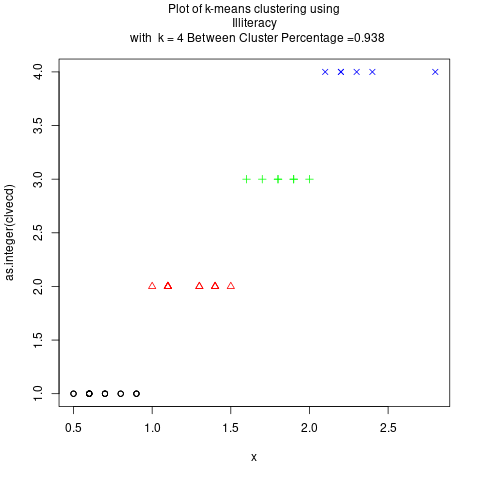 Plot of k-means clustering using
Illiteracy
with  k = 4 Between Cluster Percentage =0.938
as.integer(clvecd)
4.0
3.5
3.0
2.5
2.0
1.5
1.0
0.5 1.0 1.5 2.0 2.5
x